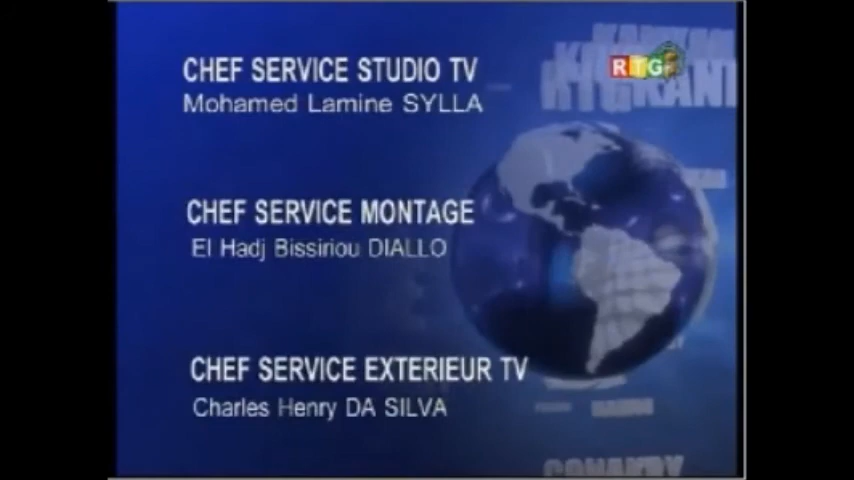 CHEF SERVICE STUDIO TV
Mohamed Lamine SYLLA
RTG
CHEF SERVICE MONTAGE
El Hadj Bissiriou DIALLO
CHEF SERVICE EXTERIEUR TV
Charles Henry DA SILVA
CONAKRY